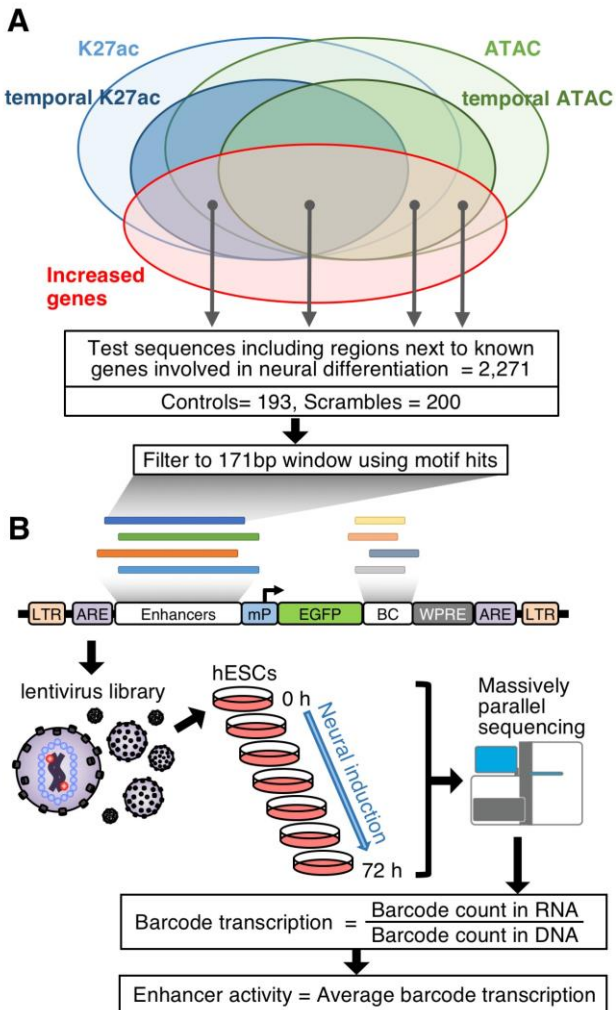 A
K27ac
ATAC
temporal K27ac
temporal ATAC
Increased
genes
Test sequences including regions next to known
genes involved in neural differentiation = 2,271
Controls= 193, Scrambles = 200
Filter to 171bp window using motif hits
B
LTR ARE Enhancers mP EGFP BC WPRE ARE LTR
lentivirus library
hESCs
0 h
Neural induction
72 h
Massively
parallel
sequencing
Barcode transcription = Barcode count in RNA
Barcode count in DNA
Enhancer activity = Average barcode transcription